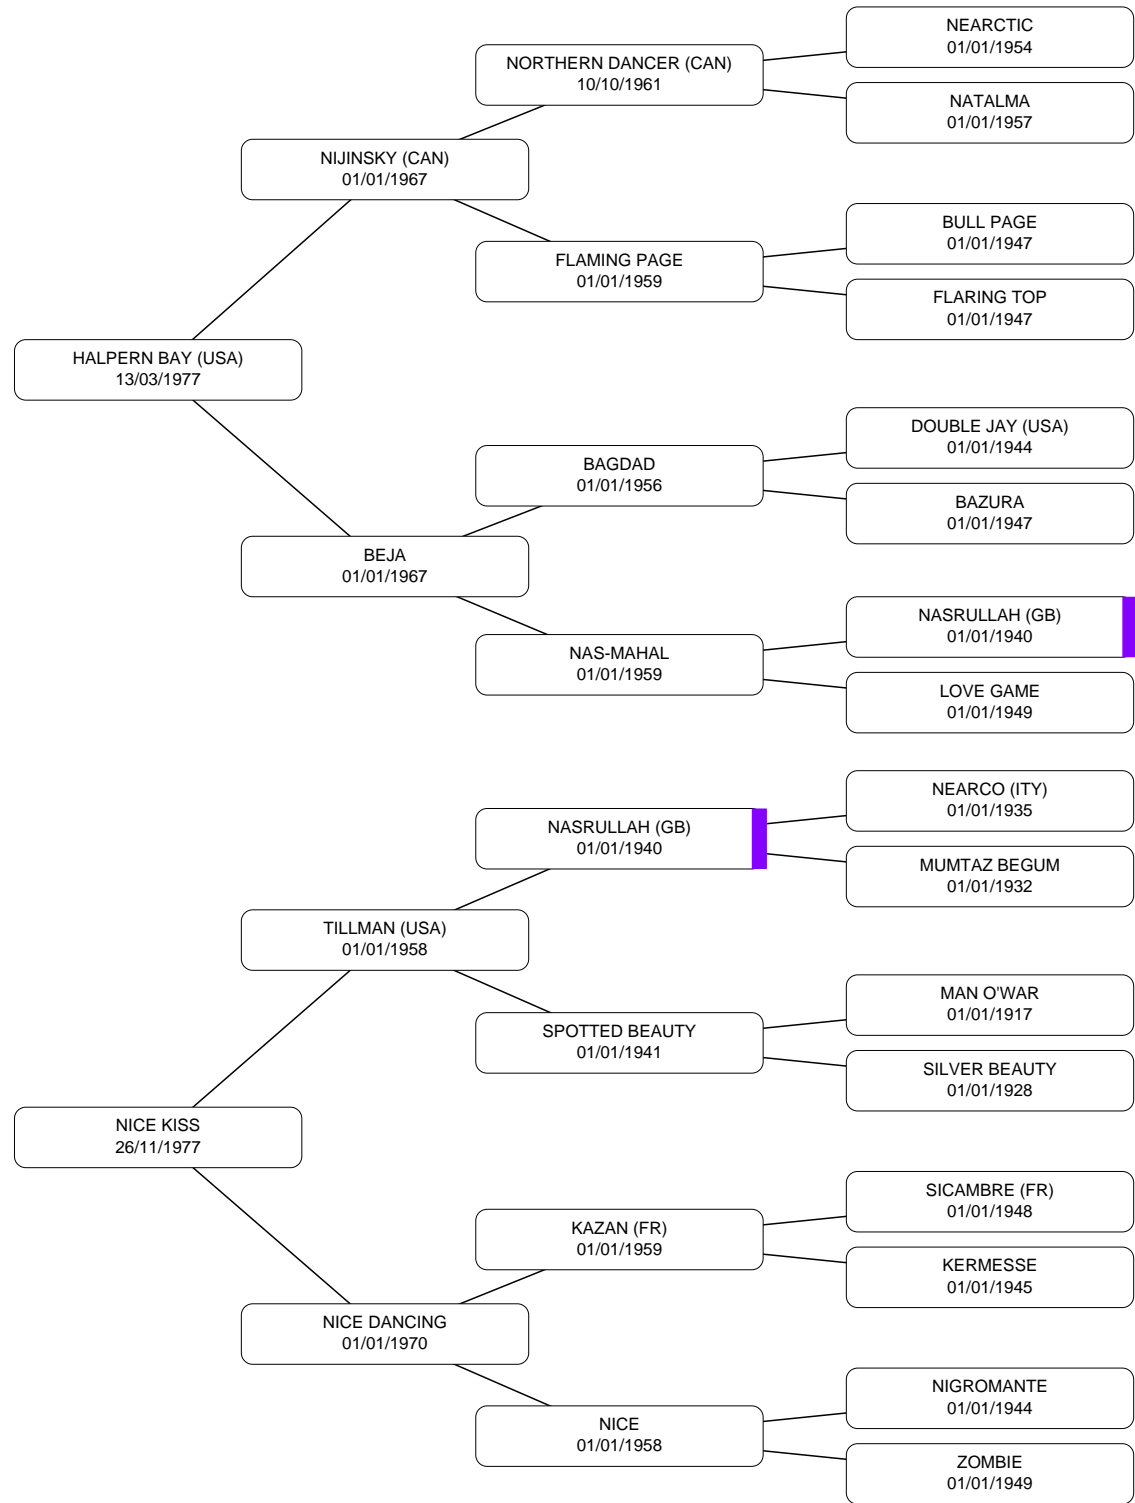 NEARCTIC
01/01/1954
NORTHERN DANCER (CAN)
10/10/1961
NATALMA
01/01/1957
NIJINSKY (CAN)
01/01/1967
BULL PAGE
01/01/1947
FLAMING PAGE
01/01/1959
FLARING TOP
01/01/1947
HALPERN BAY (USA)
13/03/1977
DOUBLE JAY (USA)
01/01/1944
BAGDAD
01/01/1956
BAZURA
01/01/1947
BEJA
01/01/1967
NASRULLAH (GB)
01/01/1940
NAS-MAHAL
01/01/1959
LOVE GAME
01/01/1949
NEARCO (ITY)
01/01/1935
NASRULLAH (GB)
01/01/1940
MUMTAZ BEGUM
01/01/1932
TILLMAN (USA)
01/01/1958
MAN O'WAR
01/01/1917
SPOTTED BEAUTY
01/01/1941
SILVER BEAUTY
01/01/1928
NICE KISS
26/11/1977
SICAMBRE (FR)
01/01/1948
KAZAN (FR)
01/01/1959
KERMESSE
01/01/1945
NICE DANCING
01/01/1970
NIGROMANTE
01/01/1944
NICE
01/01/1958
ZOMBIE
01/01/1949